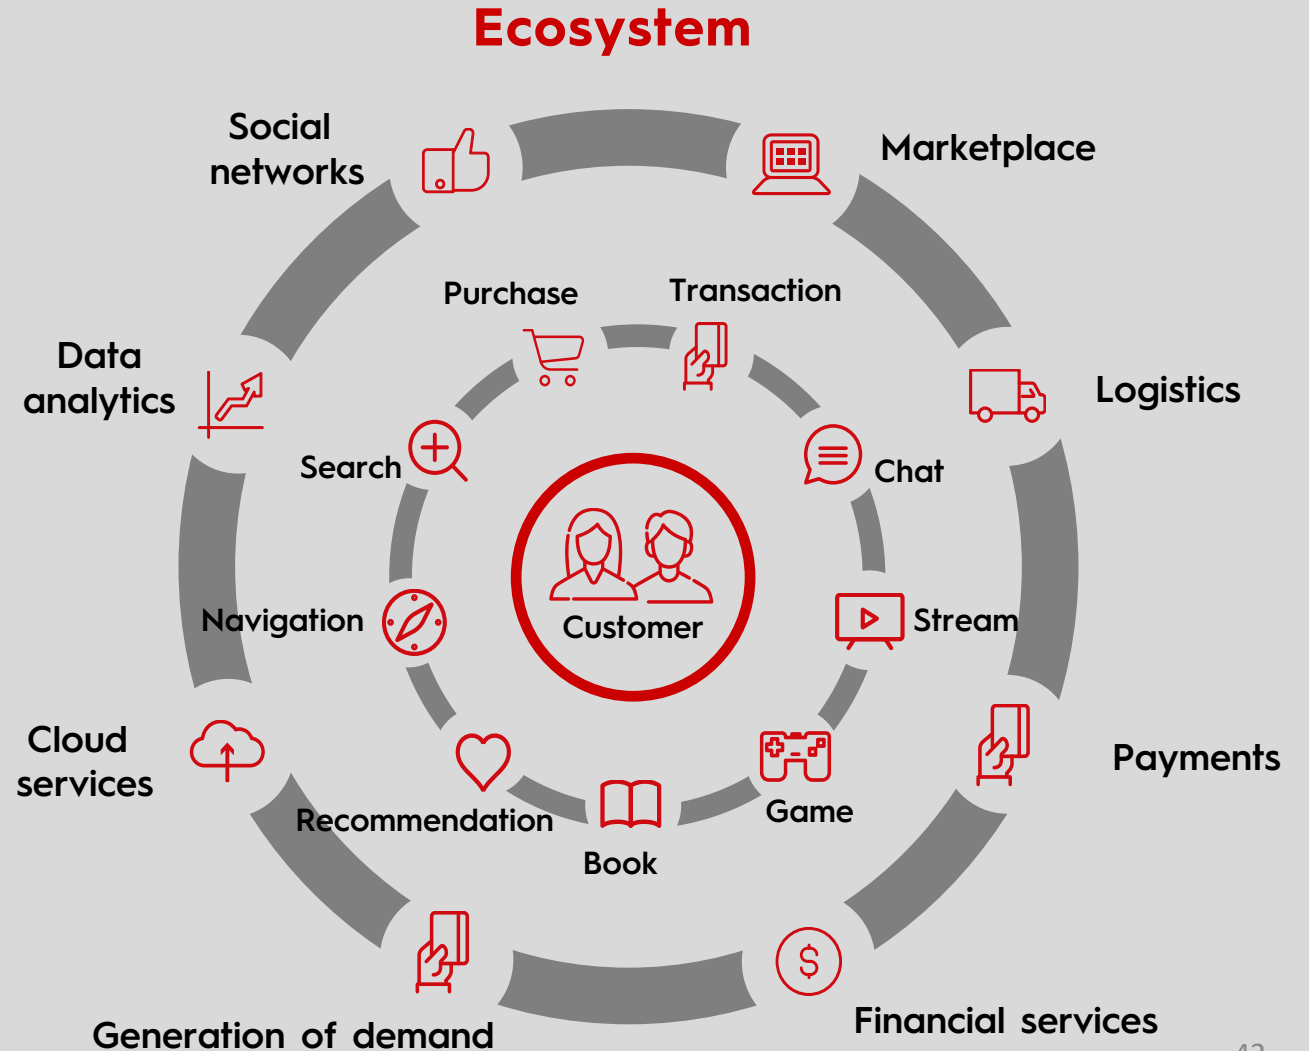 Ecosystem
Social
networks
Marketplace
Purchase
Transaction
Data
analytics
Logistics
Search
Chat
Customer
Navigation
Stream
Cloud
services
Payments
Recommendation
Game
Book
Generation of demand
Financial services